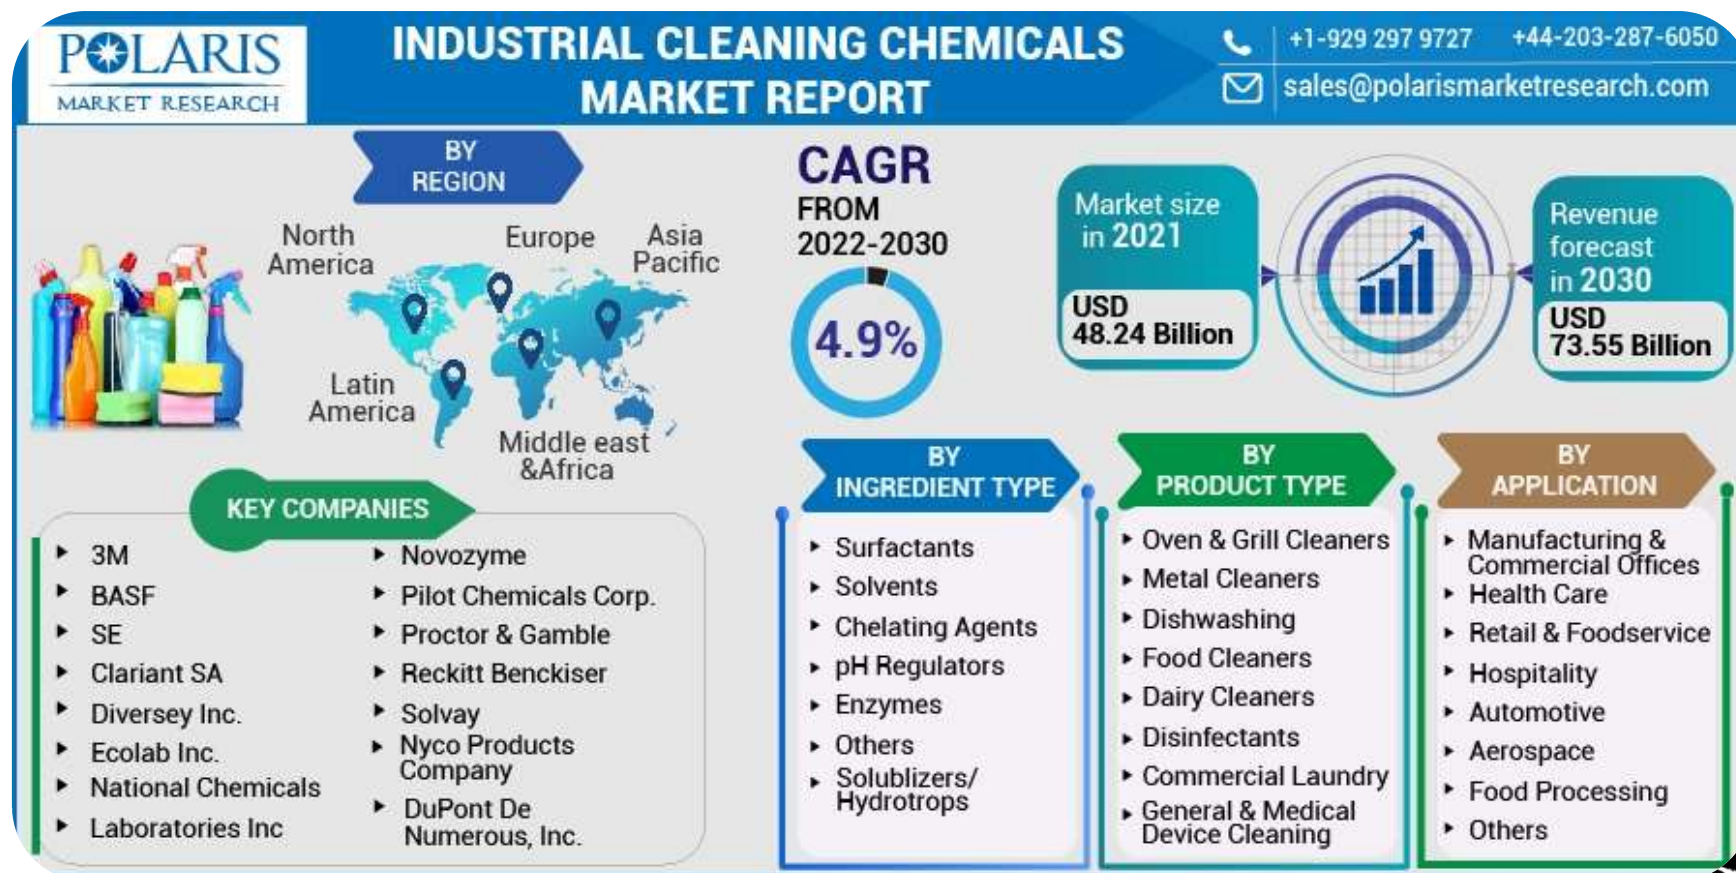 POLARIS
MARKET RESEARCH
INDUSTRIAL CLEANING CHEMICALS
MARKET REPORT
+1-929 297 9727
+44-203-287-6050
sales@polarismarketresearch.com
BY
REGION
North
America
Europe
Asia
Pacific
Latin
America
Middle east
&Africa
CAGR
FROM
2022-2030
4.9%
Market size
in 2021
USD
48.24 Billion
Revenue
forecast
in 2030
USD
73.55 Billion
KEY COMPANIES
3M
BASF
SE
Clariant SA
Diversey Inc.
Ecolab Inc.
National Chemicals
Laboratories Inc
Novozyme
Pilot Chemicals Corp.
Proctor & Gamble
Reckitt Benckiser
Solvay
Nyco Products
Company
DuPont De
Numerous, Inc.
BY
INGREDIENT TYPE
Surfactants
Solvents
Chelating Agents
pH Regulators
Enzymes
Others
Solublizers/
Hydrotrops
BY
PRODUCT TYPE
Oven & Grill Cleaners
Metal Cleaners
Dishwashing
Food Cleaners
Dairy Cleaners
Disinfectants
Commercial Laundry
General & Medical
Device Cleaning
BY
APPLICATION
Manufacturing &
Commercial Offices
Health Care
Retail & Foodservice
Hospitality
Automotive
Aerospace
Food Processing
Others